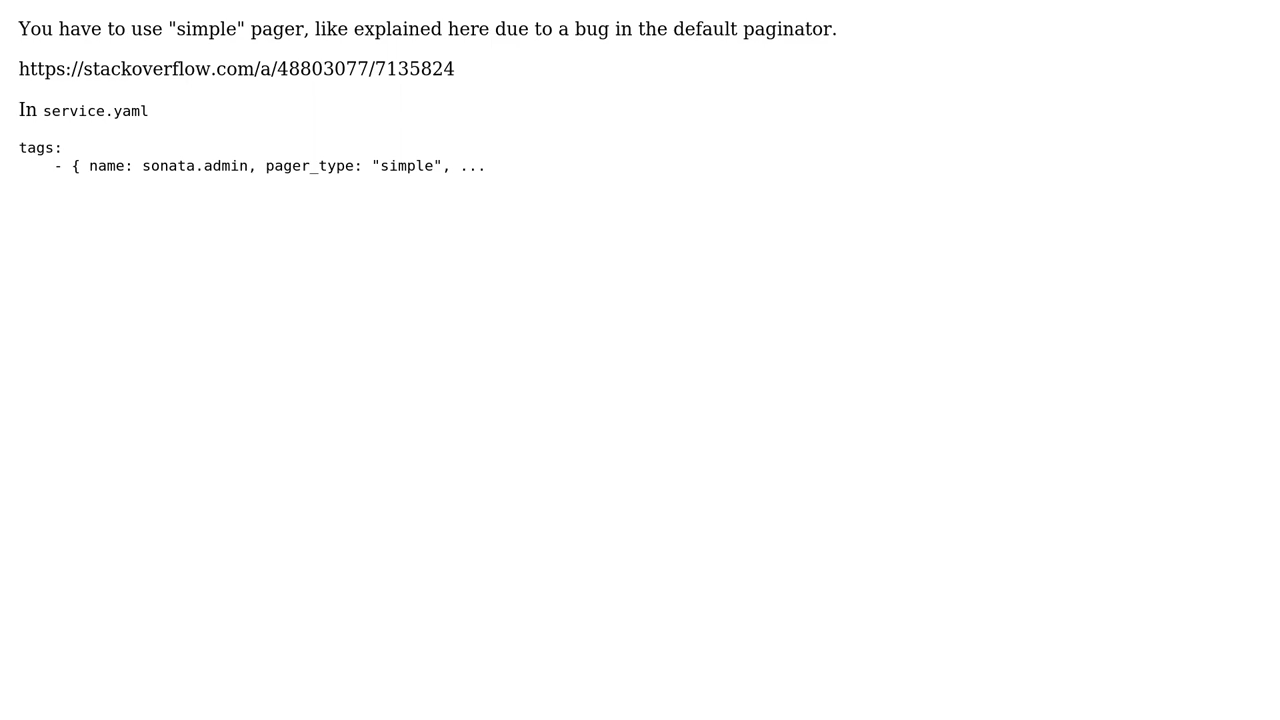 You have to use "simple" pager, like explained here due to a bug in the default paginator.
https://stackoverflow.com/a/48803077/7135824
In service.yaml
tags:
    - { name: sonata.admin, pager_type: "simple", ...